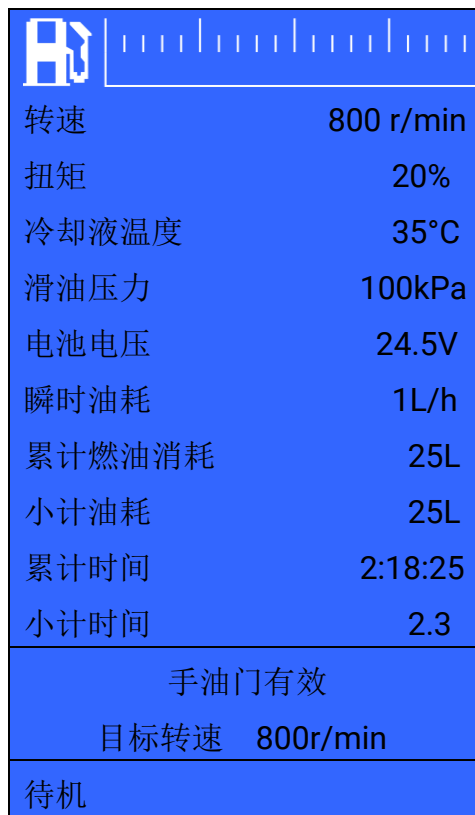 转速 800 r/min
扭矩 20%
冷却液温度 35°C
滑油压力 100kPa
电池电压 24.5V
瞬时油耗 1L/h
累计燃油消耗 25L
小计油耗 25L
累计时间 2:18:25
小计时间 2.3
手油门有效
目标转速 800r/min
待机